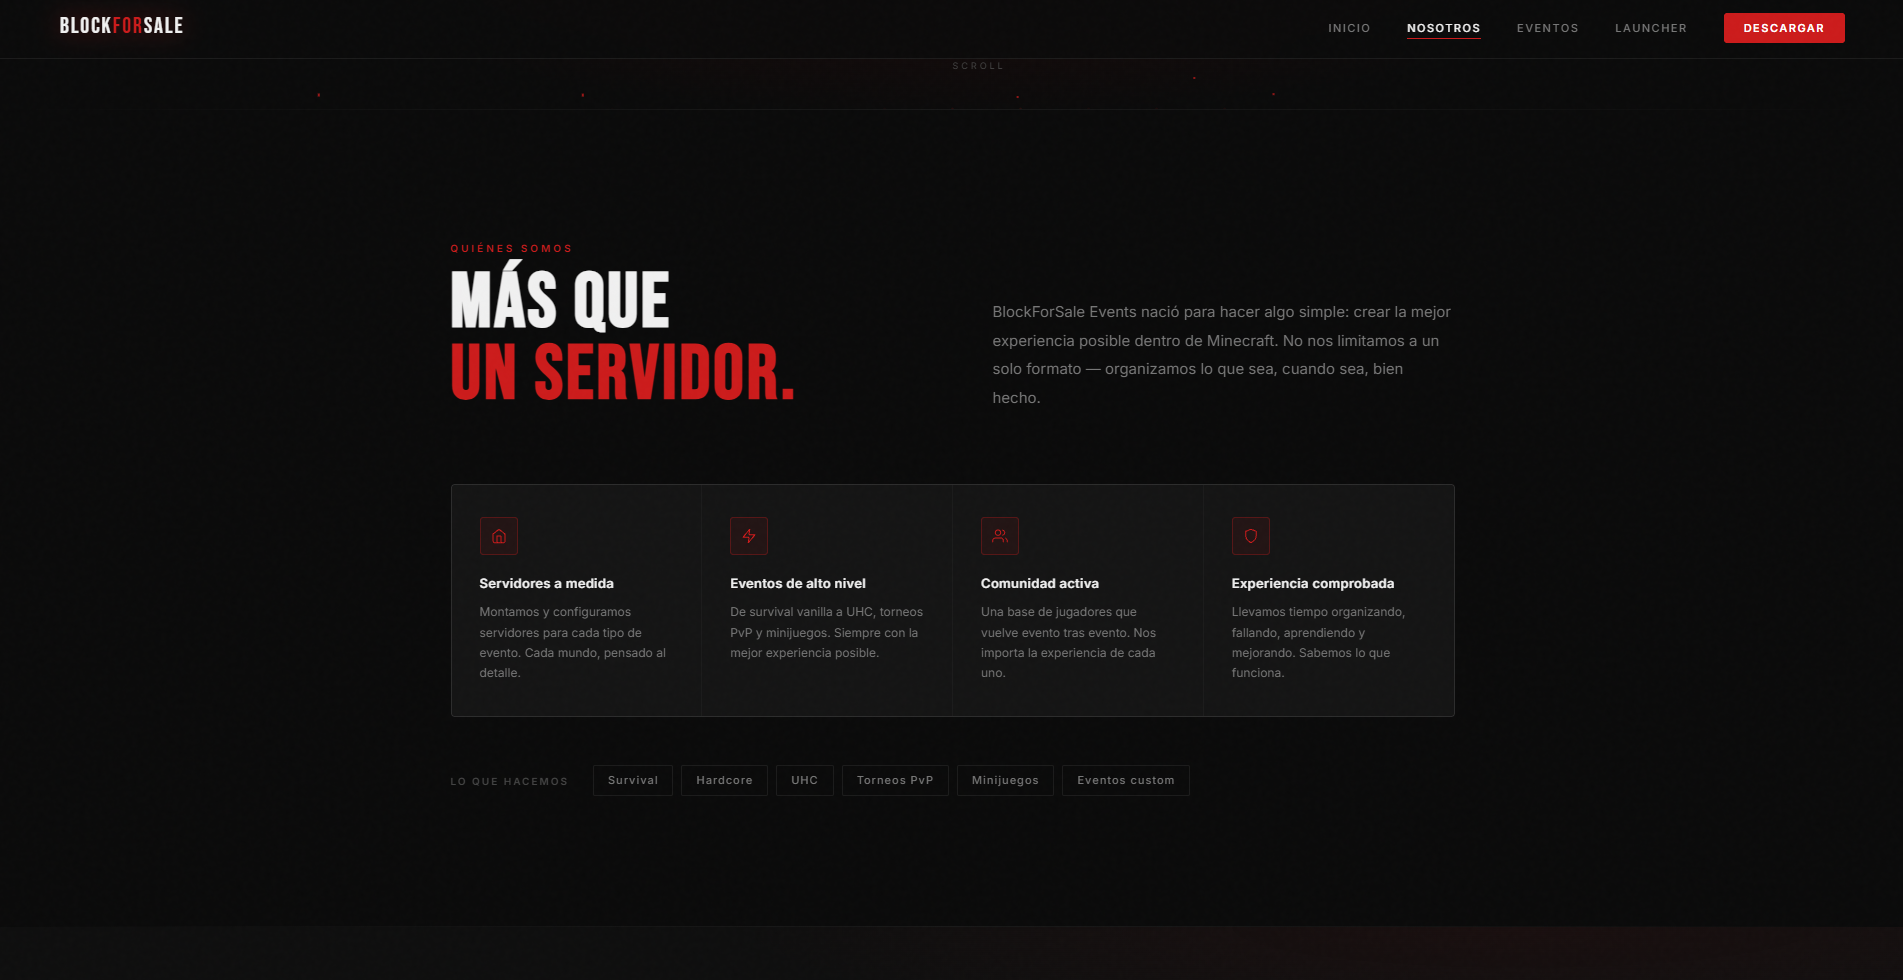 BLOCKFORSALE
INICIO
NOSOTROS
EVENTOS
LAUNCHER
DESCARGAR
SCROLL
QUIÉNES SOMOS
MÁS QUE
UN SERVIDOR.
BlockForSale Events nació para hacer algo simple: crear la mejor
experiencia posible dentro de Minecraft. No nos limitamos a un
solo formato — organizamos lo que sea, cuando sea, bien
hecho.
Servidores a medida
Montamos y configuramos
servidores para cada tipo de
evento. Cada mundo, pensado al
detalle.
Eventos de alto nivel
De survival vanilla a UHC, torneos
PvP y minijuegos. Siempre con la
mejor experiencia posible.
Comunidad activa
Una base de jugadores que
vuelve evento tras evento. Nos
importa la experiencia de cada
uno.
Experiencia comprobada
Llevamos tiempo organizando,
fallando, aprendiendo y
mejorando. Sabemos lo que
funciona.
LO QUE HACEMOS
Survival
Hardcore
UHC
Torneos PvP
Minijuegos
Eventos custom